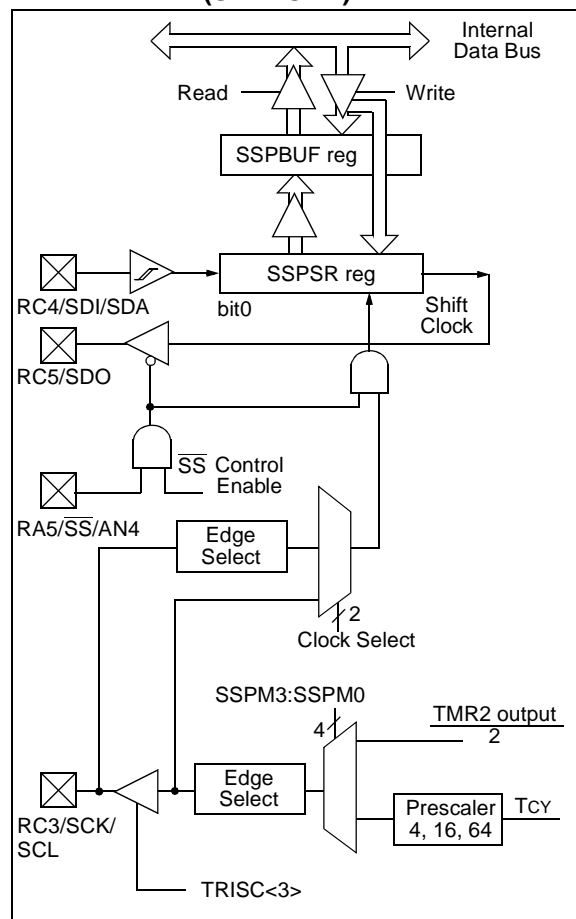 Internal
Data Bus
Read
Write
SSPBUF reg
SSPSR reg
RC4/SDI/SDA
bit0
Shift
Clock
RC5/SDO
SS Control
Enable
RA5/SS/AN4
Edge
Select
2
Clock Select
SSPM3:SSPM0
TMR2 output
4
2
Edge
Select
Prescaler
4, 16, 64
TCY
RC3/SCK/
SCL
TRISC<3>